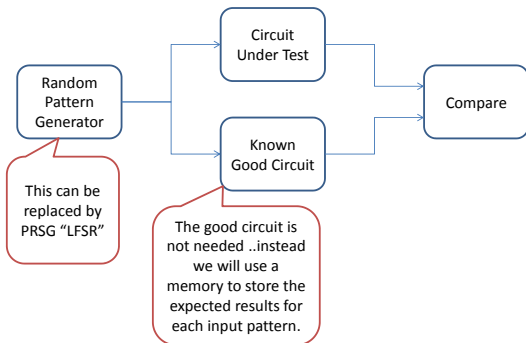 Random
Pattern
Generator
Circuit
Under Test
Known
Good Circuit
Compare
This can be
replaced by
PRSG “LFSR”
The good circuit is
not needed ..instead
we will use a
memory to store the
expected results for
each input pattern.